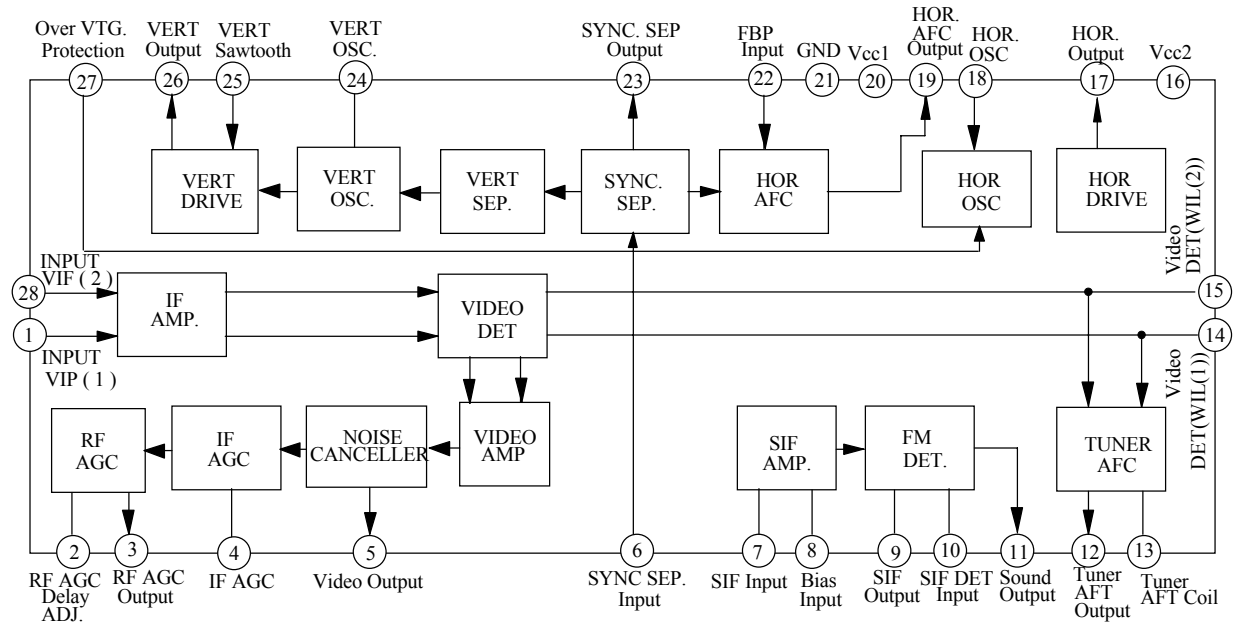 Over VTG.
Protection
VERT
Output
VERT
Sawtooth
VERT
OSC.
SYNC. SEP
Output
FBP
Input
GND
Vcc1
HOR.
AFC
Output
HOR.
OSC
HOR.
Output
Vcc2
27
26
25
24
23
22
21
20
19
18
17
16
VERT
DRIVE
VERT
OSC.
VERT
SEP.
SYNC.
SEP.
HOR
AFC
HOR
OSC
HOR
DRIVE
Video
DET(WIL(2))
INPUT
VIF ( 2 )
28
IF
AMP.
VIDEO
DET
15
1
14
INPUT
VIP ( 1 )
Video
DET(WIL(1))
RF
AGC
IF
AGC
NOISE
CANCELLER
VIDEO
AMP
SIF
AMP.
FM
DET.
TUNER
AFC
2
3
4
5
6
7
8
9
10
11
12
13
RF AGC
Delay
ADJ.
RF AGC
Output
IF AGC
Video Output
SYNC SEP.
Input
SIF Input
Bias
Input
SIF
Output
SIF DET
Input
Sound
Output
Tuner
AFT
Output
Tuner
AFT Coil